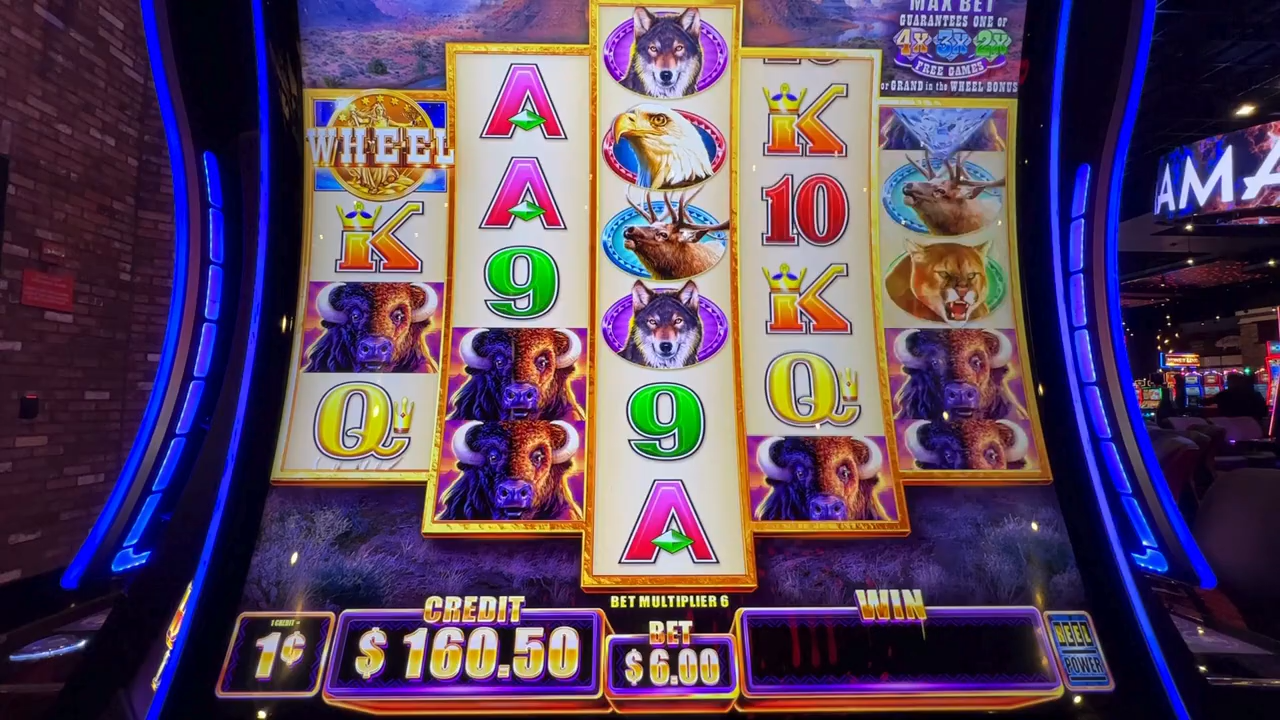 MAX BET
GUARANTEES ONE OF
4X 3X 2X
FREE GAMES
or GRAND in the WHEEL BONUS
WHEEL
K
Q
A
A
9
9
A
K
10
K
Q
AMA
BET MULTIPLIER 6
1 CREDIT =
1¢
CREDIT
$ 160.50
BET
$ 6.00
WIN
REEL
POWER